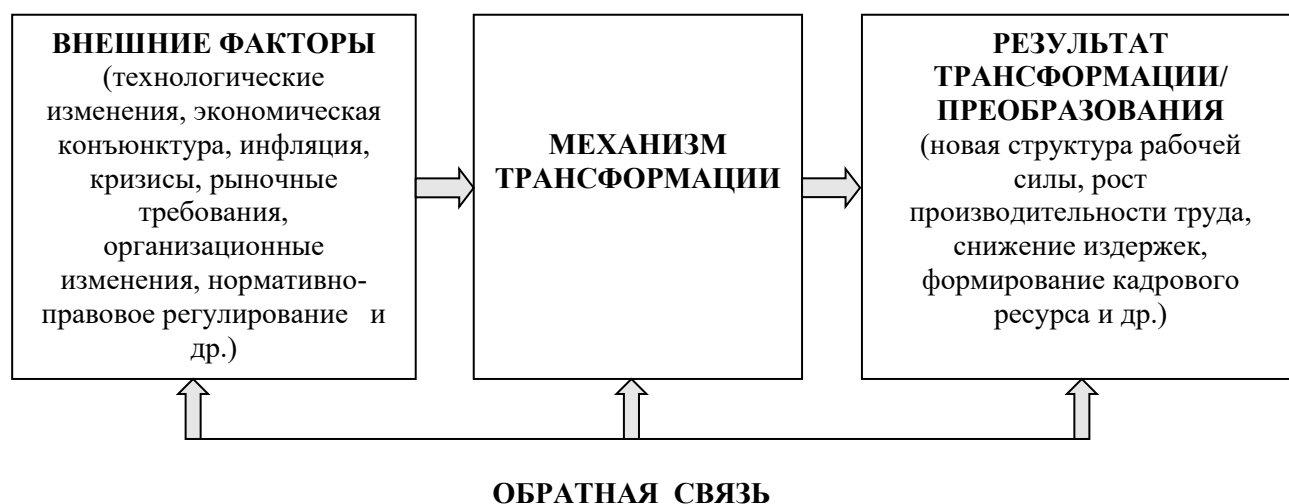 ВНЕШНИЕ ФАКТОРЫ
(технологические
изменения, экономическая
конъюнктура, инфляция,
кризисы, рыночные
требования,
организационные
изменения, нормативно-
правовое регулирование и
др.)
МЕХАНИЗМ
ТРАНСФОРМАЦИИ
РЕЗУЛЬТАТ
ТРАНСФОРМАЦИИ/
ПРЕОБРАЗОВАНИЯ
(новая структура рабочей
силы, рост
производительности труда,
снижение издержек,
формирование кадрового
ресурса и др.)
ОБРАТНАЯ СВЯЗЬ